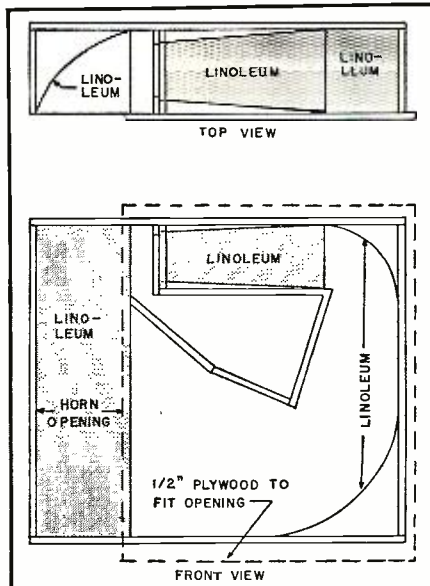 LINO-
LEUM
LINOLEUM
LINO-
LEUM
TOP VIEW
LINOLEUM
LINO-
LEUM
LINOLEUM
HORN
OPENING
1/2" PLYWOOD TO
FIT OPENING
FRONT VIEW